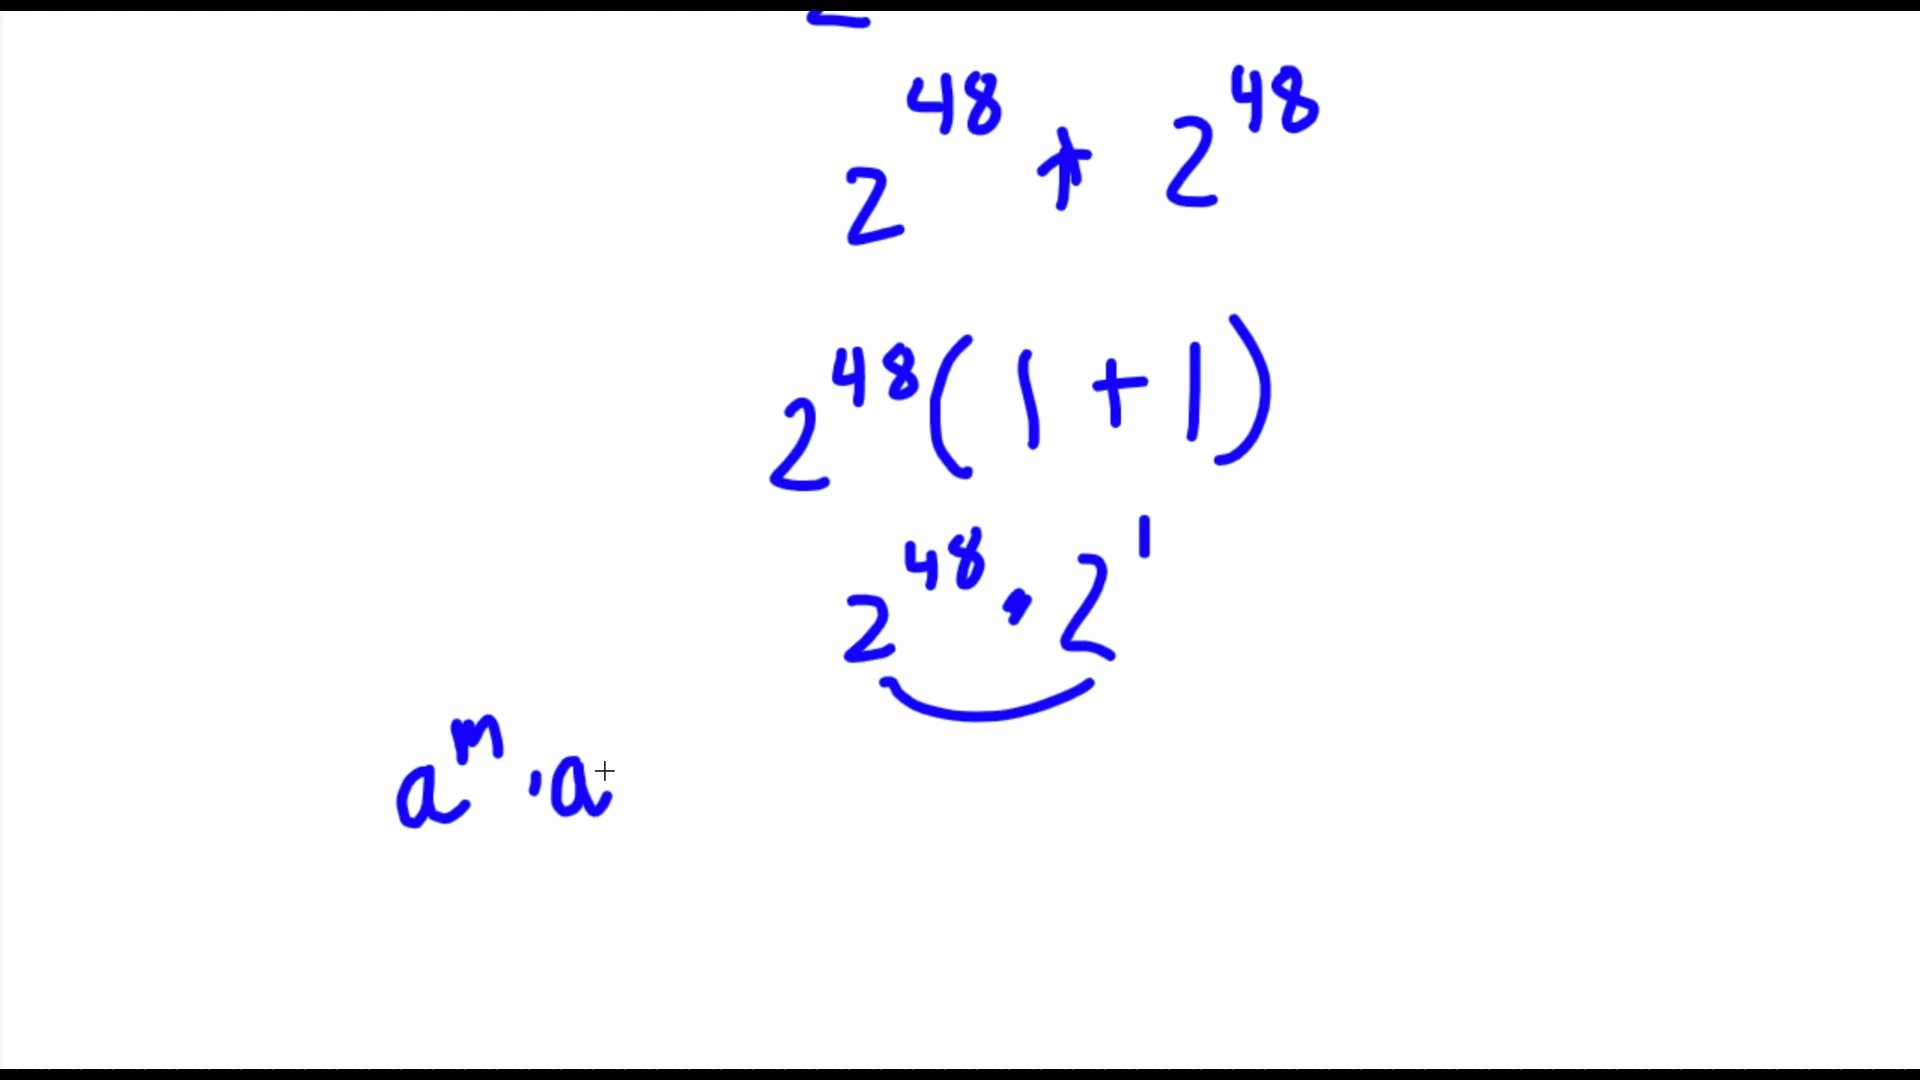 2^48 + 2^48
2^48(1 + 1)
2^48 · 2^1
a^m · a